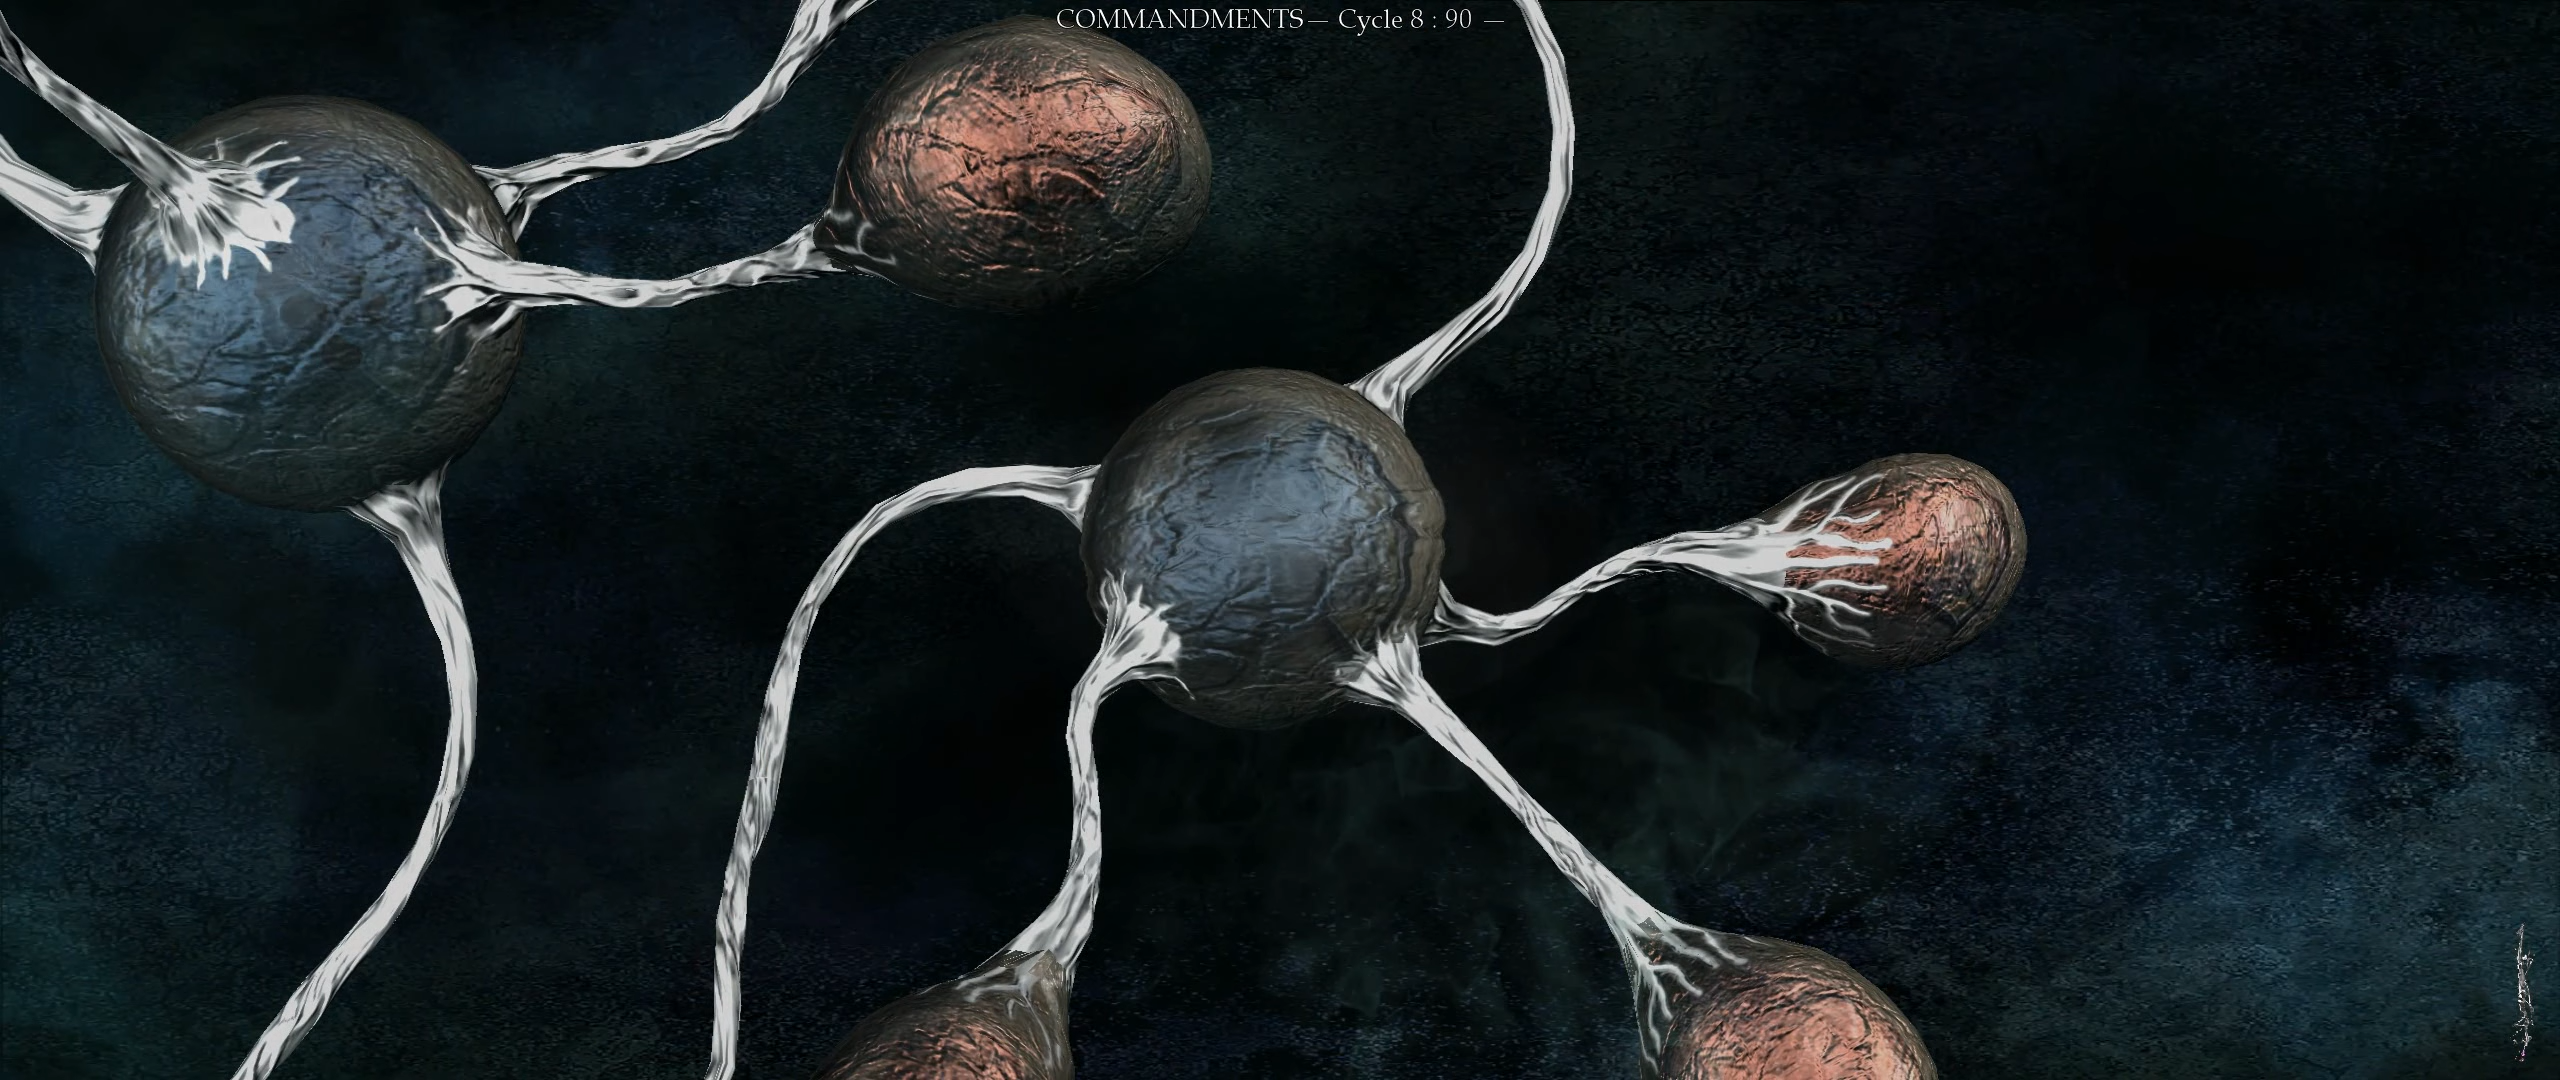 COMMANDMENTS— Cycle 8 : 90 —